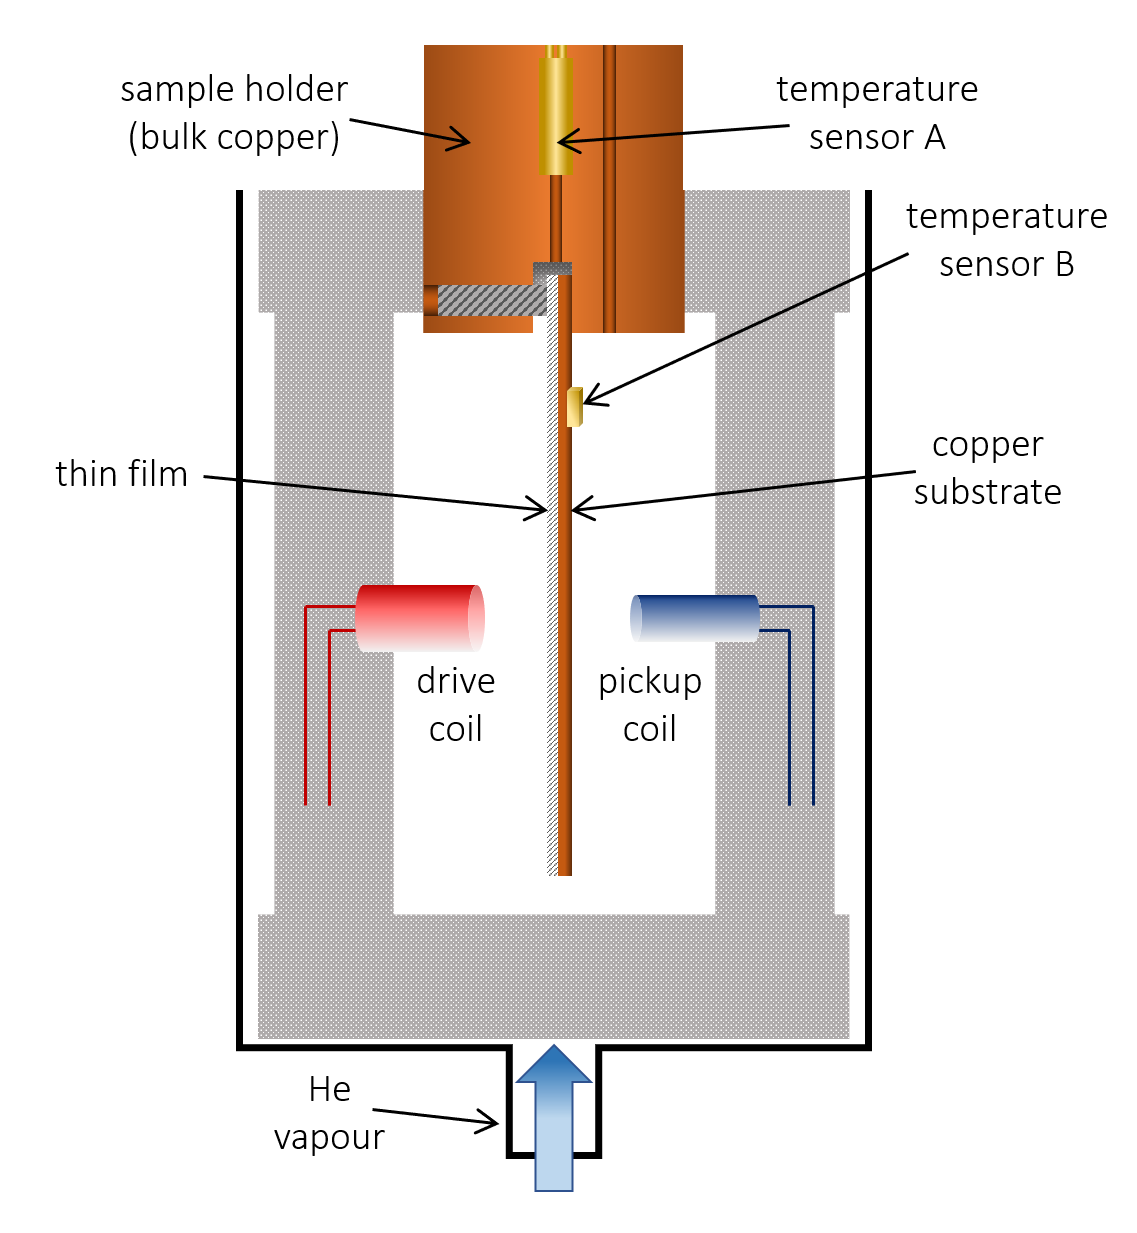 sample holder
(bulk copper)
temperature
sensor A
temperature
sensor B
thin film
copper
substrate
drive
coil
pickup
coil
He
vapour